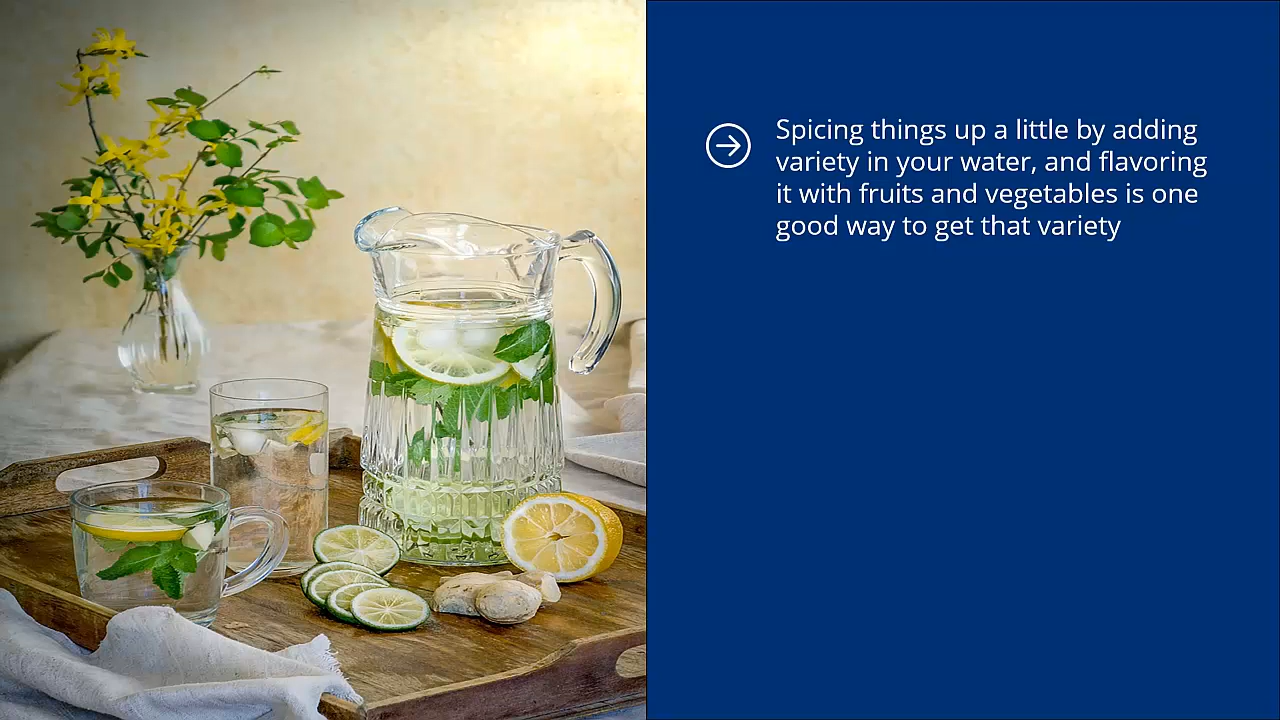 Spicing things up a little by adding
variety in your water, and flavoring
it with fruits and vegetables is one
good way to get that variety